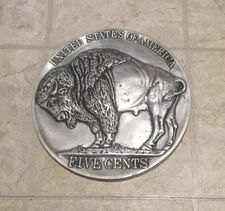 UNITED STATES OF AMERICA
FIVE CENTS